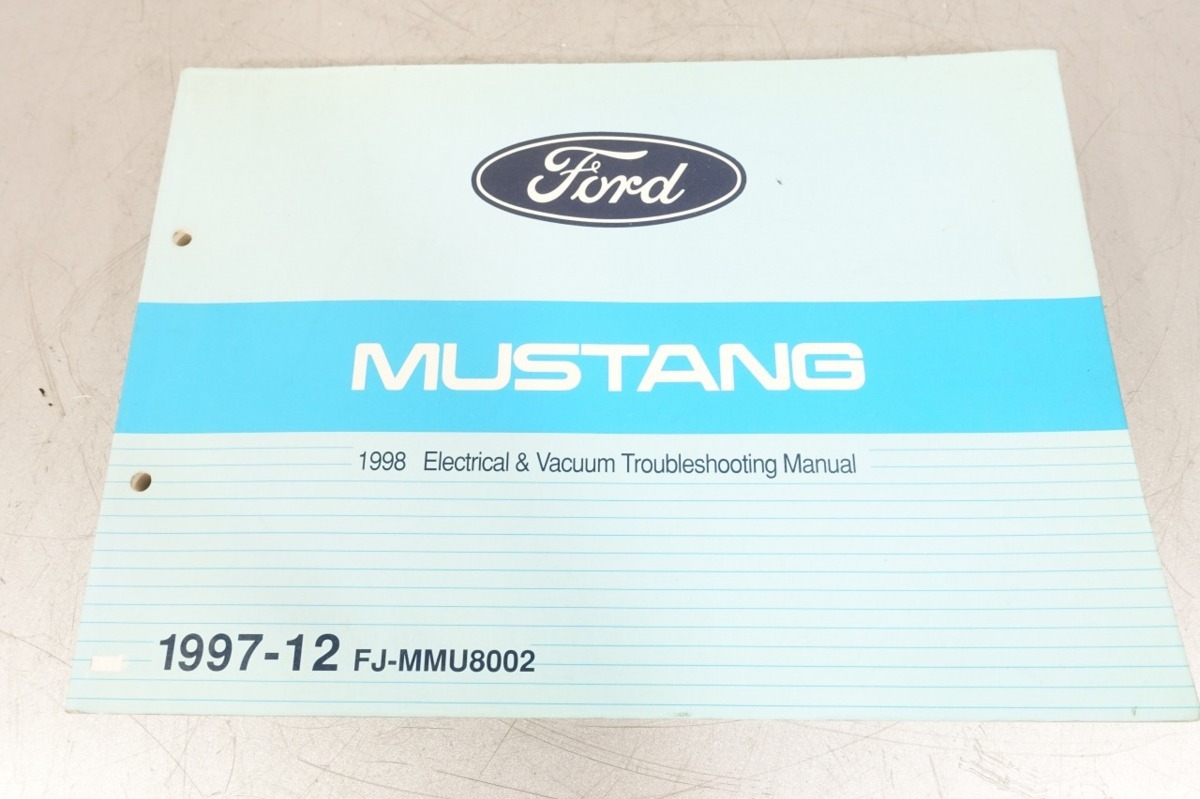 Ford
MUSTANG
1998 Electrical & Vacuum Troubleshooting Manual
1997-12 FJ-MMU8002